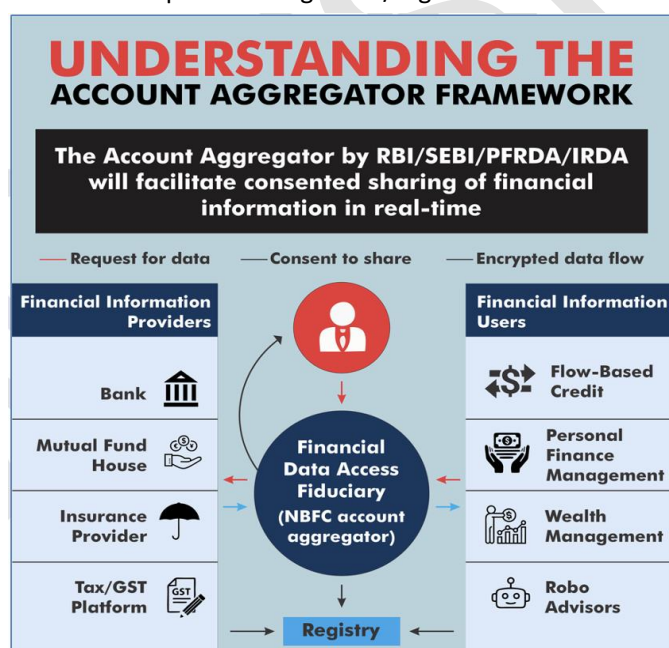 UNDERSTANDING THE
ACCOUNT AGGREGATOR FRAMEWORK
The Account Aggregator by RBI/SEBI/PFRDA/IRDA
will facilitate consented sharing of financial
information in real-time
Request for data
Consent to share
Encrypted data flow
Financial Information
Providers
Bank
Mutual Fund
House
Insurance
Provider
Tax/GST
Platform
GST
Financial
Data Access
Fiduciary
(NBFC account
aggregator)
Registry
Financial Information
Users
Flow-Based
Credit
Personal
Finance
Management
Wealth
Management
Robo
Advisors